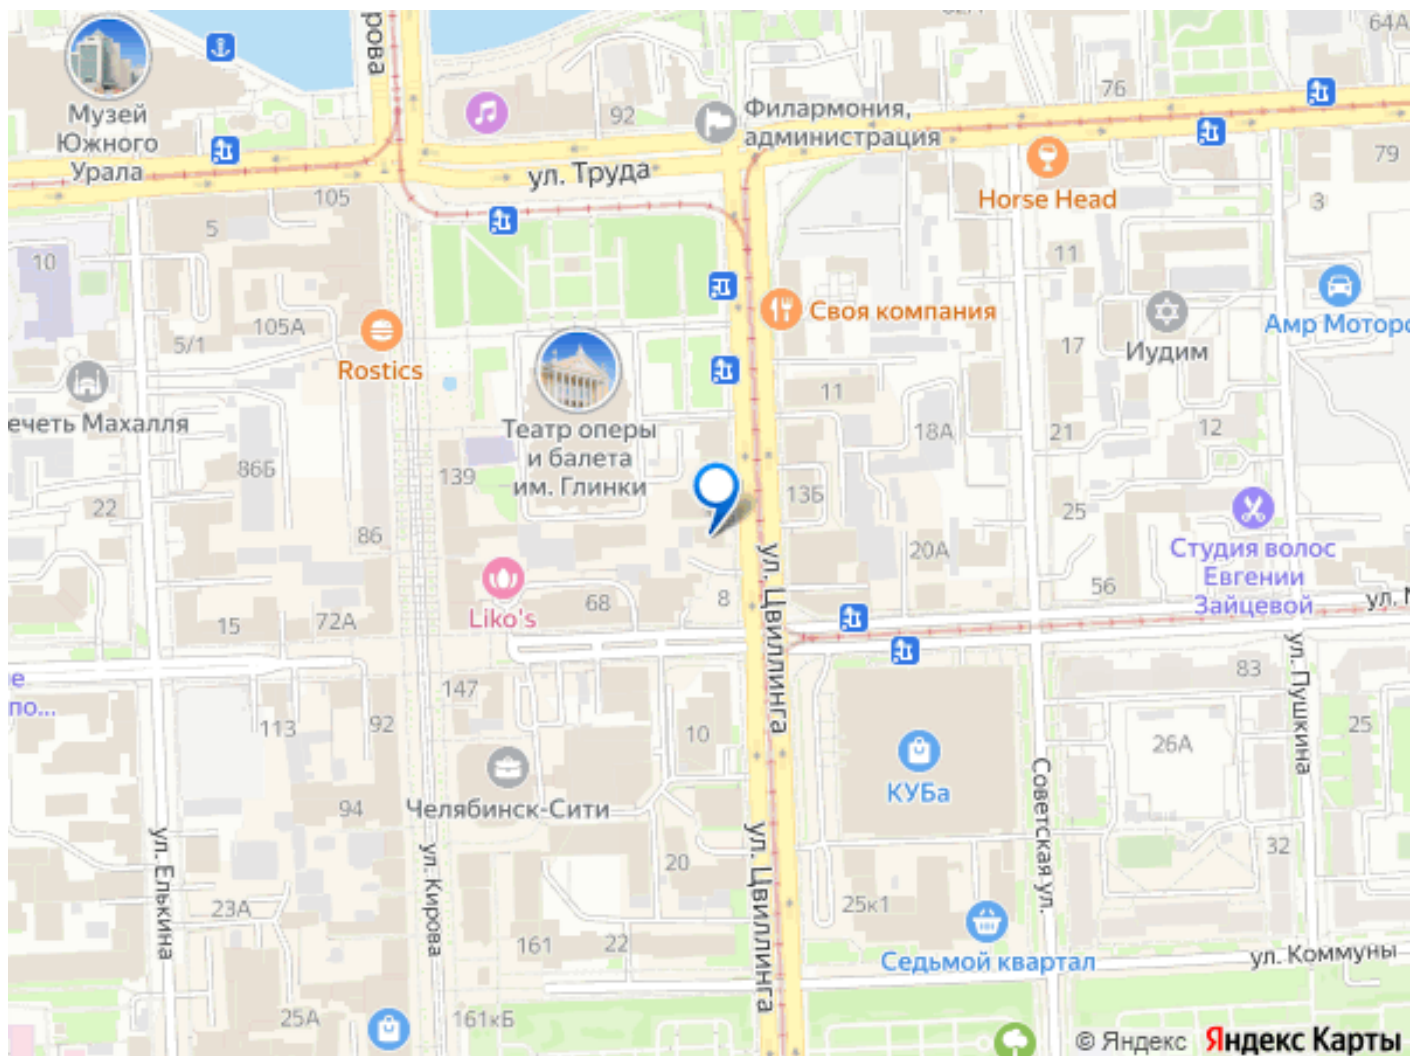 64А
рова
Музей
Южного
Урала
92
Филармония,
администрация
76
79
ул. Труда
Horse Head
105
5
3
10
11
105А
5/1
Своя компания
Амр Моторс
Rostics
17
Иудим
ечеть Махалля
11
Театр оперы
и балета
им. Глинки
18А
21
12
86Б
139
22
13Б
25
86
20А
Студия волос
Евгении
Зайцевой
56
Liko's
68
8
ул. Цвиллинга
15
72А
ул. М
е
по...
147
83
ул. Пушкина
113
92
10
26А
25
Челябинск-Сити
КУБа
94
Советская ул.
ул. Елькина
ул. Кирова
ул. Цвиллинга
20
32
23А
25к1
161
22
Седьмой квартал
ул. Коммуны
25А
161кБ
© Яндекс Яндекс Карты